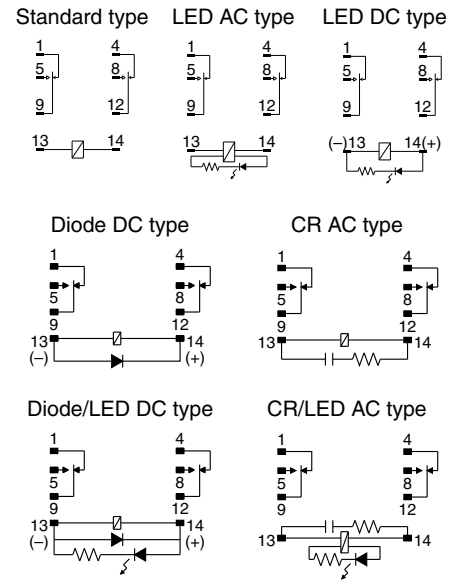 Standard type LED AC type LED DC type
1 4 1 4 1 4
5 8 5 8 5 8
9 12 9 12 9 12
13 14 13 14 (–)13 14(+)
Diode DC type CR AC type
1 4 1 4
5 8 5 8
9 12 9 12
13 14 13 14
(–) (+)
Diode/LED DC type CR/LED AC type
1 4 1 4
5 8 5 8
9 12 9 12
13 14 13 14
(–) (+)